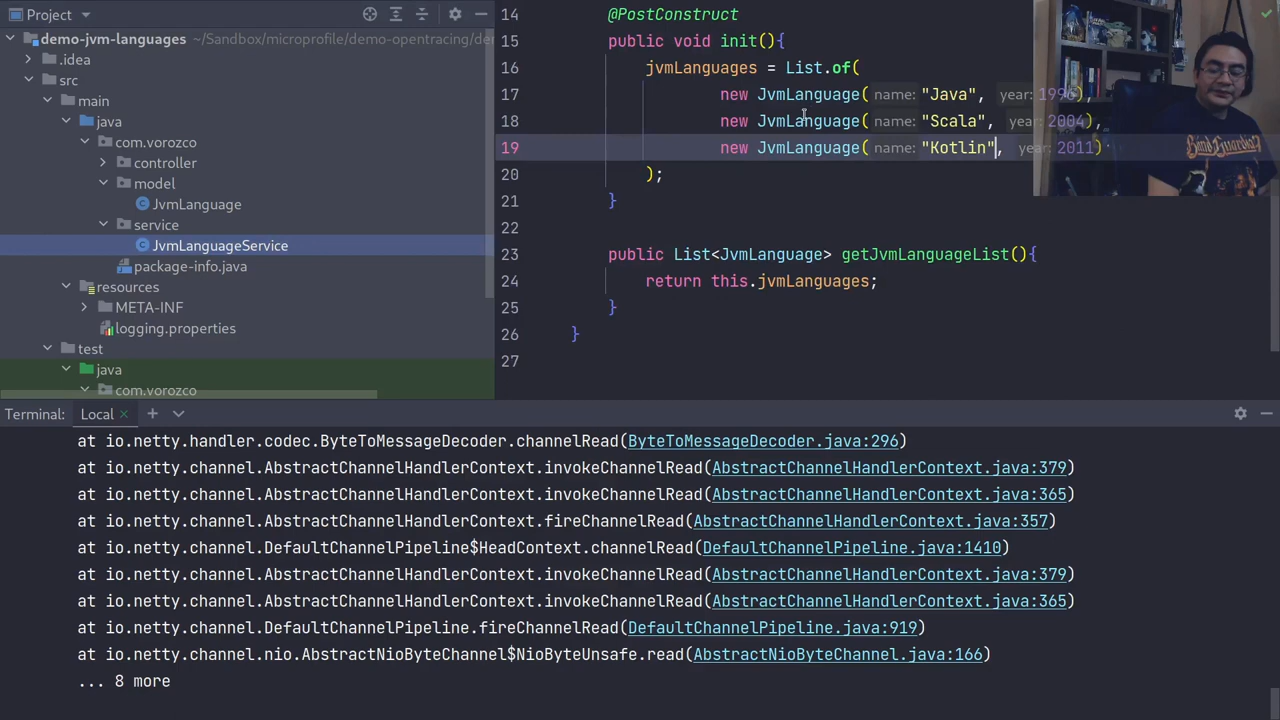 Project
demo-jvm-languages ~/Sandbox/microprofile/demo-opentracing/de
.idea
src
main
java
com.vorozco
controller
model
JvmLanguage
service
JvmLanguageService
package-info.java
resources
META-INF
logging.properties
test
java
com.vorozco
14 @PostConstruct
15 public void init(){
16 jvmLanguages = List.of(
17 new JvmLanguage( name: "Java", year: 1996),
18 new JvmLanguage( name: "Scala", year: 2004),
19 new JvmLanguage( name: "Kotlin", year: 2011)
20 );
21 }
22
23 public List<JvmLanguage> getJvmLanguageList(){
24 return this.jvmLanguages;
25 }
26 }
27
Terminal: Local
at io.netty.handler.codec.ByteToMessageDecoder.channelRead(ByteToMessageDecoder.java:296)
at io.netty.channel.AbstractChannelHandlerContext.invokeChannelRead(AbstractChannelHandlerContext.java:379)
at io.netty.channel.AbstractChannelHandlerContext.invokeChannelRead(AbstractChannelHandlerContext.java:365)
at io.netty.channel.AbstractChannelHandlerContext.fireChannelRead(AbstractChannelHandlerContext.java:357)
at io.netty.channel.DefaultChannelPipeline$HeadContext.channelRead(DefaultChannelPipeline.java:1410)
at io.netty.channel.AbstractChannelHandlerContext.invokeChannelRead(AbstractChannelHandlerContext.java:379)
at io.netty.channel.AbstractChannelHandlerContext.invokeChannelRead(AbstractChannelHandlerContext.java:365)
at io.netty.channel.DefaultChannelPipeline.fireChannelRead(DefaultChannelPipeline.java:919)
at io.netty.channel.nio.AbstractNioByteChannel$NioByteUnsafe.read(AbstractNioByteChannel.java:166)
... 8 more